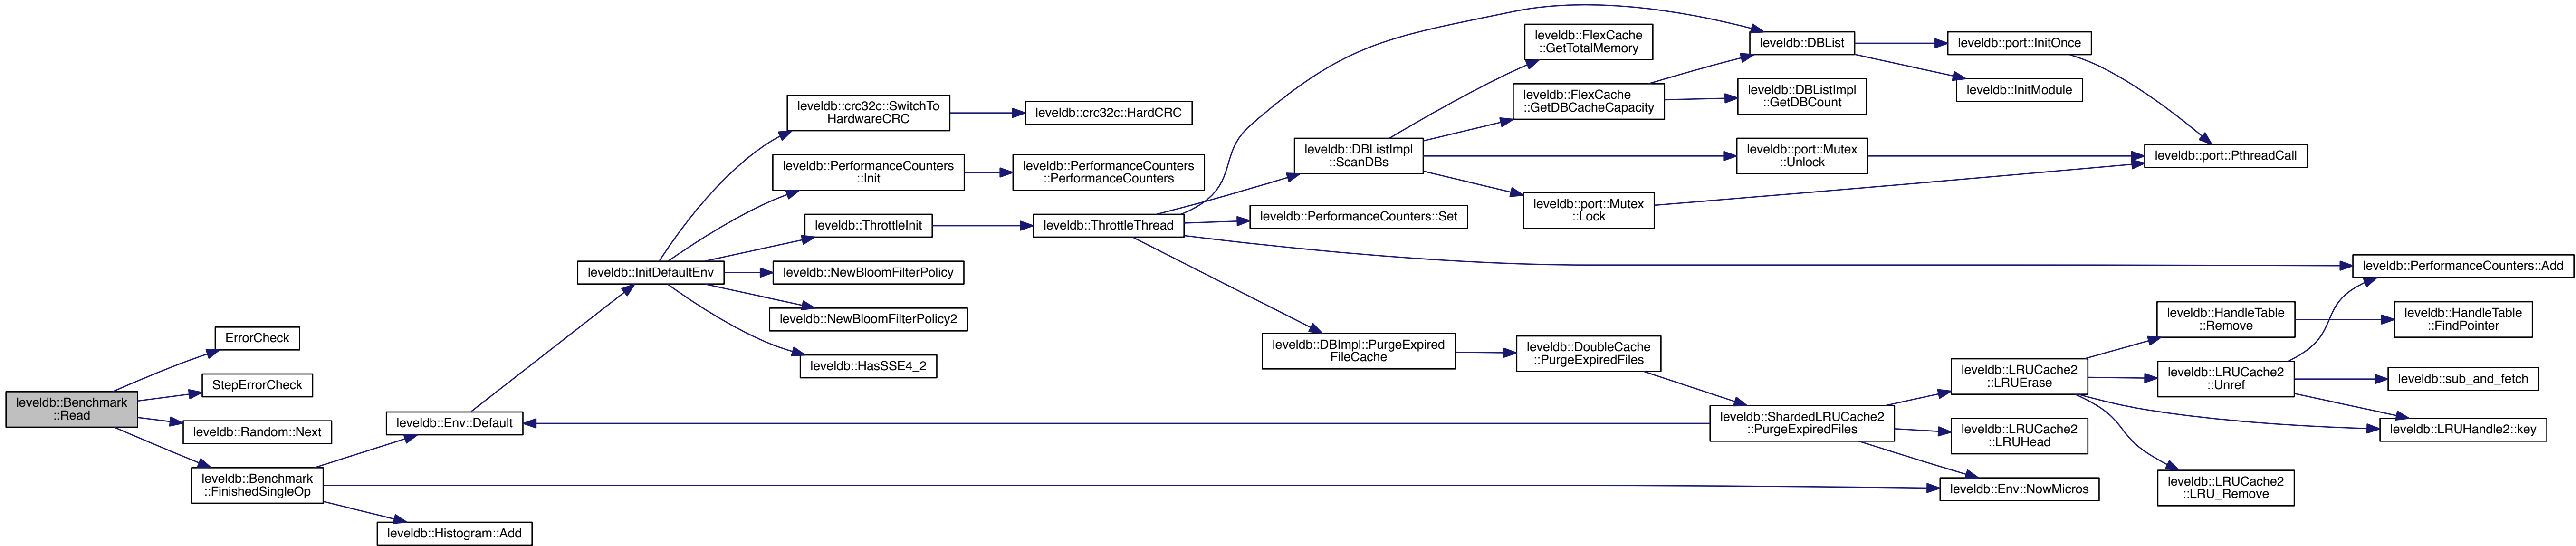 leveldb::Benchmark
::Read
ErrorCheck
StepErrorCheck
leveldb::Random::Next
leveldb::Benchmark
::FinishedSingleOp
leveldb::Env::Default
leveldb::Histogram::Add
leveldb::InitDefaultEnv
leveldb::crc32c::SwitchTo
HardwareCRC
leveldb::PerformanceCounters
::Init
leveldb::ThrottleInit
leveldb::NewBloomFilterPolicy
leveldb::NewBloomFilterPolicy2
leveldb::HasSSE4_2
leveldb::crc32c::HardCRC
leveldb::PerformanceCounters
::PerformanceCounters
leveldb::ThrottleThread
leveldb::DBListImpl
::ScanDBs
leveldb::PerformanceCounters::Set
leveldb::DBImpl::PurgeExpired
FileCache
leveldb::FlexCache
::GetTotalMemory
leveldb::FlexCache
::GetDBCacheCapacity
leveldb::port::Mutex
::Lock
leveldb::DoubleCache
::PurgeExpiredFiles
leveldb::DBList
leveldb::DBListImpl
::GetDBCount
leveldb::port::Mutex
::Unlock
leveldb::ShardedLRUCache2
::PurgeExpiredFiles
leveldb::port::InitOnce
leveldb::InitModule
leveldb::LRUCache2
::LRUErase
leveldb::LRUCache2
::LRUHead
leveldb::Env::NowMicros
leveldb::port::PthreadCall
leveldb::HandleTable
::Remove
leveldb::LRUCache2
::Unref
leveldb::LRUCache2
::LRU_Remove
leveldb::PerformanceCounters::Add
leveldb::HandleTable
::FindPointer
leveldb::sub_and_fetch
leveldb::LRUHandle2::key